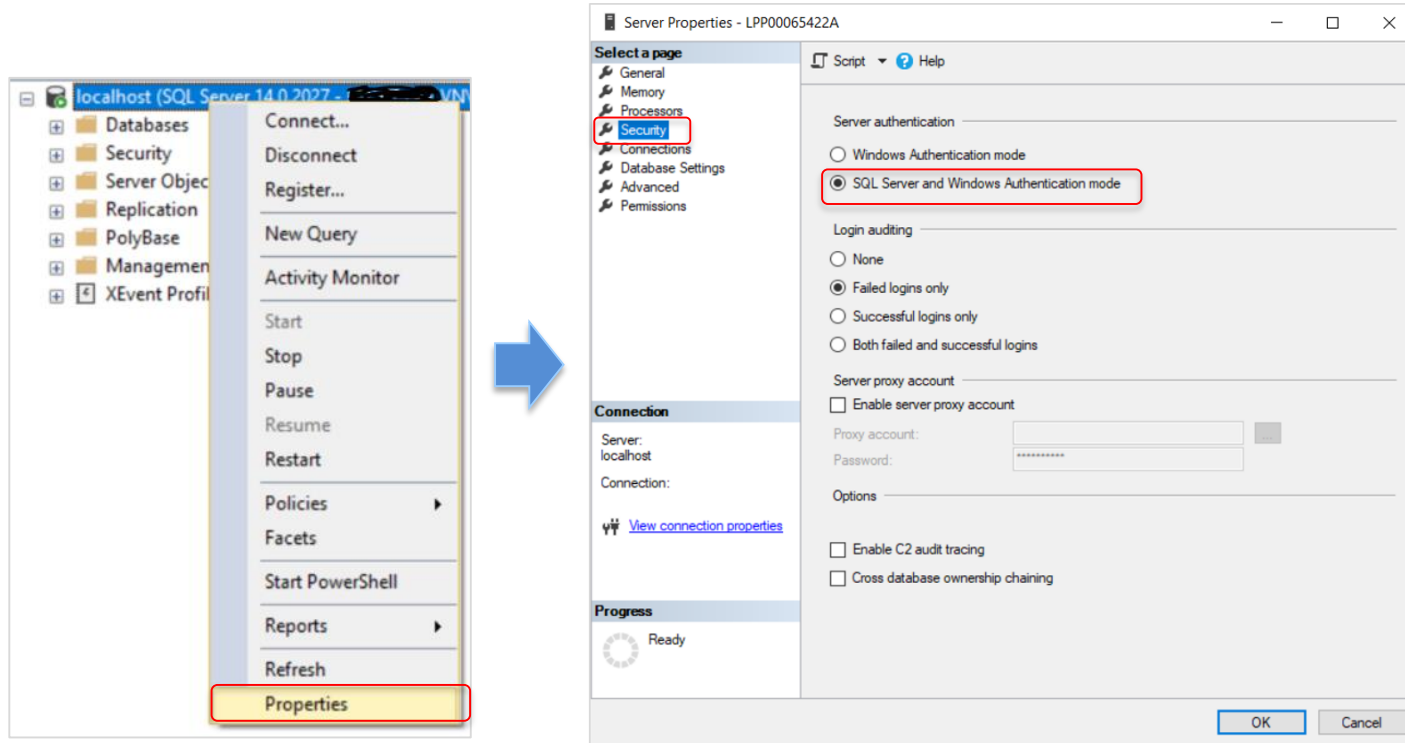 localhost (SQL Server 14.0.2027 - VNV
Databases
Security
Server Objec
Replication
PolyBase
Managemen
XEvent Profil
Connect...
Disconnect
Register...
New Query
Activity Monitor
Start
Stop
Pause
Resume
Restart
Policies
Facets
Start PowerShell
Reports
Refresh
Properties
Server Properties - LPP00065422A
Select a page
General
Memory
Processors
Security
Connections
Database Settings
Advanced
Permissions
Connection
Server:
localhost
Connection:
View connection properties
Progress
Ready
Script Help
Server authentication
Windows Authentication mode
SQL Server and Windows Authentication mode
Login auditing
None
Failed logins only
Successful logins only
Both failed and successful logins
Server proxy account
Enable server proxy account
Proxy account:
...
Password:
**********
Options
Enable C2 audit tracing
Cross database ownership chaining
OK
Cancel